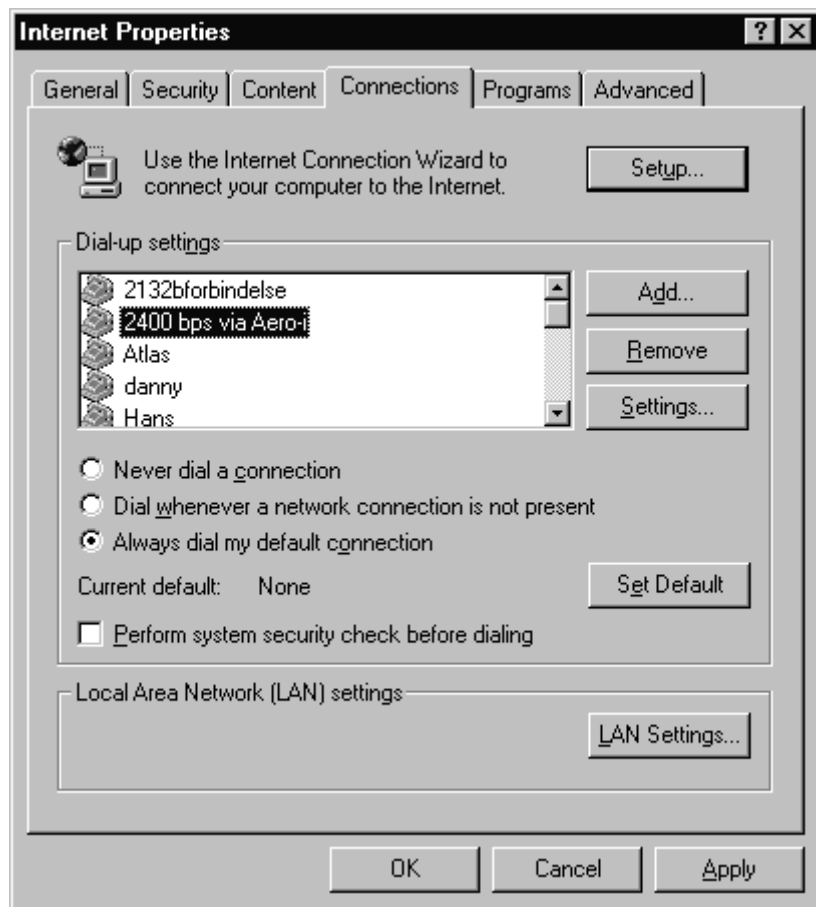 Internet Properties
General Security Content Connections Programs Advanced
Use the Internet Connection Wizard to
connect your computer to the Internet.
Setup...
Dial-up settings
2132bforbindelse
2400 bps via Aero-i
Atlas
danny
Hans
Add...
Remove
Settings...
Never dial a connection
Dial whenever a network connection is not present
Always dial my default connection
Current default: None
Set Default
Perform system security check before dialing
Local Area Network (LAN) settings
LAN Settings...
OK Cancel Apply